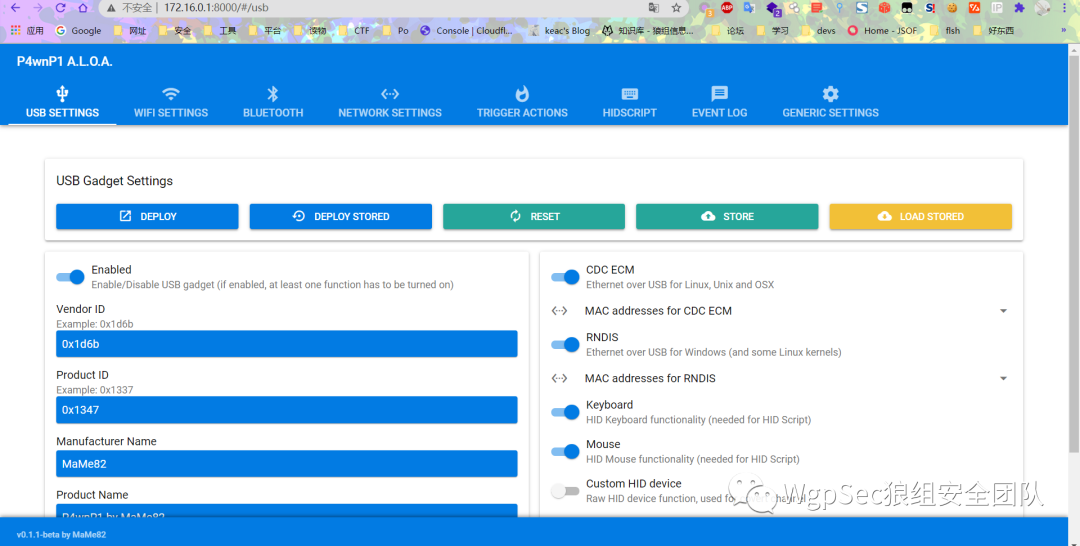 不安全 | 172.16.0.1:8000/#/usb
应用 Google 网址 安全 工具 平台 读物 CTF Po Console | Cloudfl... keac's Blog 知识库 - 狼组信息... 论坛 学习 devs Home - JSOF flsh 好东西 »
P4wnP1 A.L.O.A.
USB SETTINGS WIFI SETTINGS BLUETOOTH NETWORK SETTINGS TRIGGER ACTIONS HIDSCRIPT EVENT LOG GENERIC SETTINGS
USB Gadget Settings
DEPLOY DEPLOY STORED RESET STORE LOAD STORED
Enabled
Enable/Disable USB gadget (if enabled, at least one function has to be turned on)
Vendor ID
Example: 0x1d6b
0x1d6b
Product ID
Example: 0x1337
0x1347
Manufacturer Name
MaMe82
Product Name
P4wnP1 by MaMe82
CDC ECM
Ethernet over USB for Linux, Unix and OSX
MAC addresses for CDC ECM
RNDIS
Ethernet over USB for Windows (and some Linux kernels)
MAC addresses for RNDIS
Keyboard
HID Keyboard functionality (needed for HID Script)
Mouse
HID Mouse functionality (needed for HID Script)
Custom HID device
Raw HID device function, used
WgpSec狼组安全团队
v0.1.1-beta by MaMe82